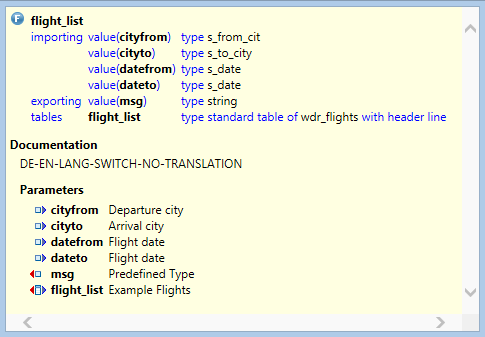 F flight_list
importing value(cityfrom) type s_from_cit
value(cityto) type s_to_city
value(datefrom) type s_date
value(dateto) type s_date
exporting value(msg) type string
tables flight_list type standard table of wdr_flights with header line
Documentation
DE-EN-LANG-SWITCH-NO-TRANSLATION
Parameters
cityfrom Departure city
cityto Arrival city
datefrom Flight date
dateto Flight date
msg Predefined Type
flight_list Example Flights